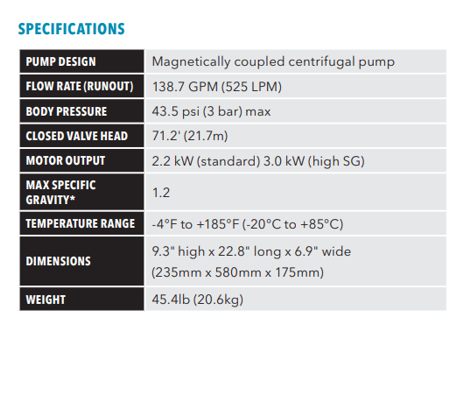 SPECIFICATIONS
PUMP DESIGN Magnetically coupled centrifugal pump
FLOW RATE (RUNOUT) 138.7 GPM (525 LPM)
BODY PRESSURE 43.5 psi (3 bar) max
CLOSED VALVE HEAD 71.2' (21.7m)
MOTOR OUTPUT 2.2 kW (standard) 3.0 kW (high SG)
MAX SPECIFIC
GRAVITY* 1.2
TEMPERATURE RANGE -4°F to +185°F (-20°C to +85°C)
DIMENSIONS 9.3" high x 22.8" long x 6.9" wide
(235mm x 580mm x 175mm)
WEIGHT 45.4lb (20.6kg)